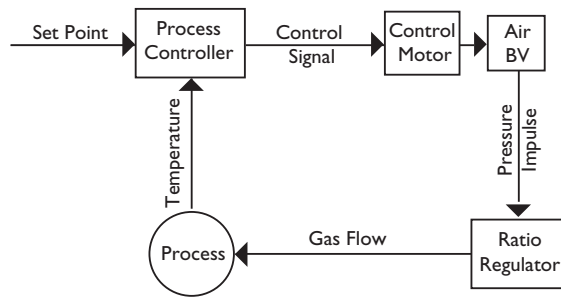 Set Point
Process
Controller
Control
Signal
Control
Motor
Air
BV
Temperature
Pressure
Impulse
Process
Gas Flow
Ratio
Regulator